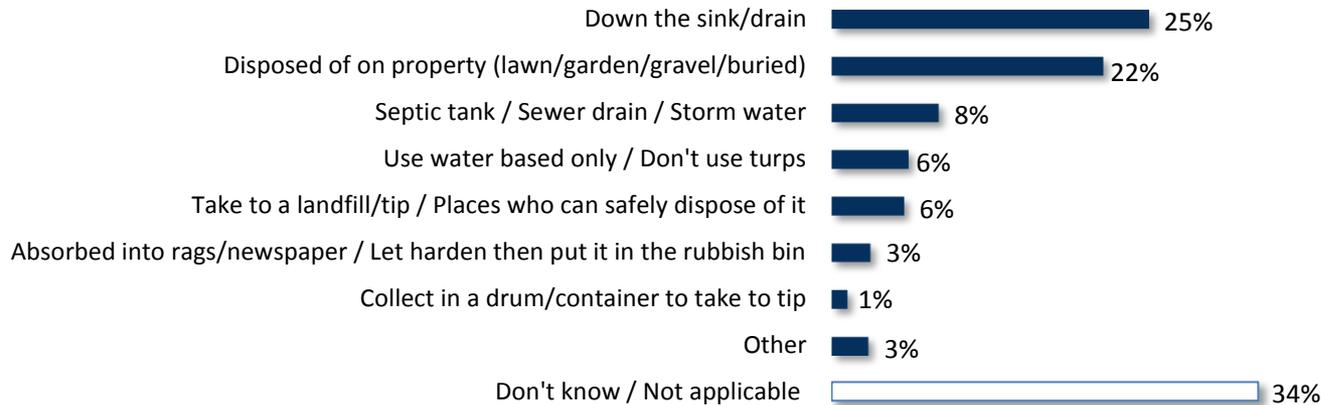 Down the sink/drain 25%
Disposed of on property (lawn/garden/gravel/buried) 22%
Septic tank / Sewer drain / Storm water 8%
Use water based only / Don't use turps 6%
Take to a landfill/tip / Places who can safely dispose of it 6%
Absorbed into rags/newspaper / Let harden then put it in the rubbish bin 3%
Collect in a drum/container to take to tip 1%
Other 3%
Don't know / Not applicable 34%